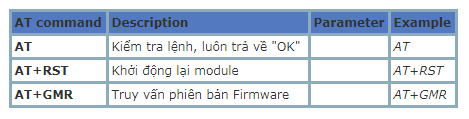 AT command Description Parameter Example
AT Kiểm tra lệnh, luôn trả về "OK" AT
AT+RST Khởi động lại module AT+RST
AT+GMR Truy vấn phiên bản Firmware AT+GMR